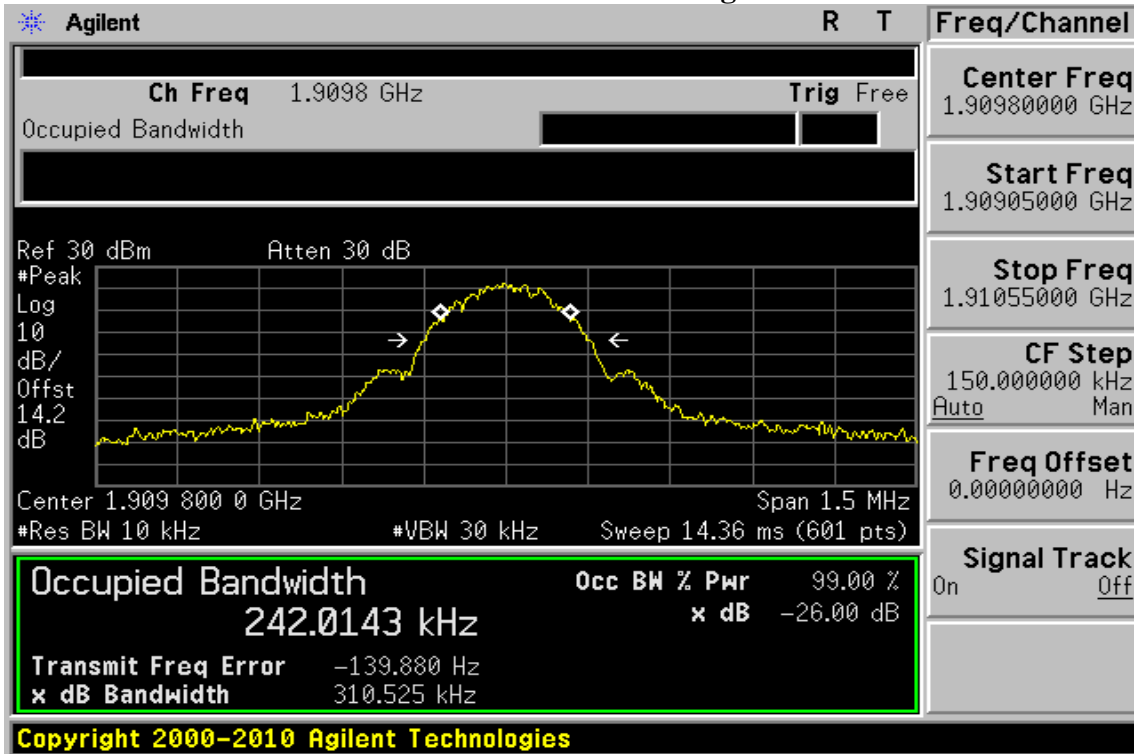 Agilent R T
Freq/Channel
Ch Freq 1.9098 GHz Trig Free
Occupied Bandwidth
Center Freq
1.90980000 GHz
Start Freq
1.90905000 GHz
Stop Freq
1.91055000 GHz
CF Step
150.000000 kHz
Auto Man
Freq Offset
0.00000000 Hz
Signal Track
On Off
Ref 30 dBm Atten 30 dB
#Peak
Log
10
dB/
Offst
14.2
dB
Center 1.909 800 0 GHz Span 1.5 MHz
#Res BW 10 kHz #VBW 30 kHz Sweep 14.36 ms (601 pts)
Occupied Bandwidth Occ BW % Pwr 99.00 %
242.0143 kHz x dB -26.00 dB
Transmit Freq Error -139.880 Hz
x dB Bandwidth 310.525 kHz
Copyright 2000-2010 Agilent Technologies